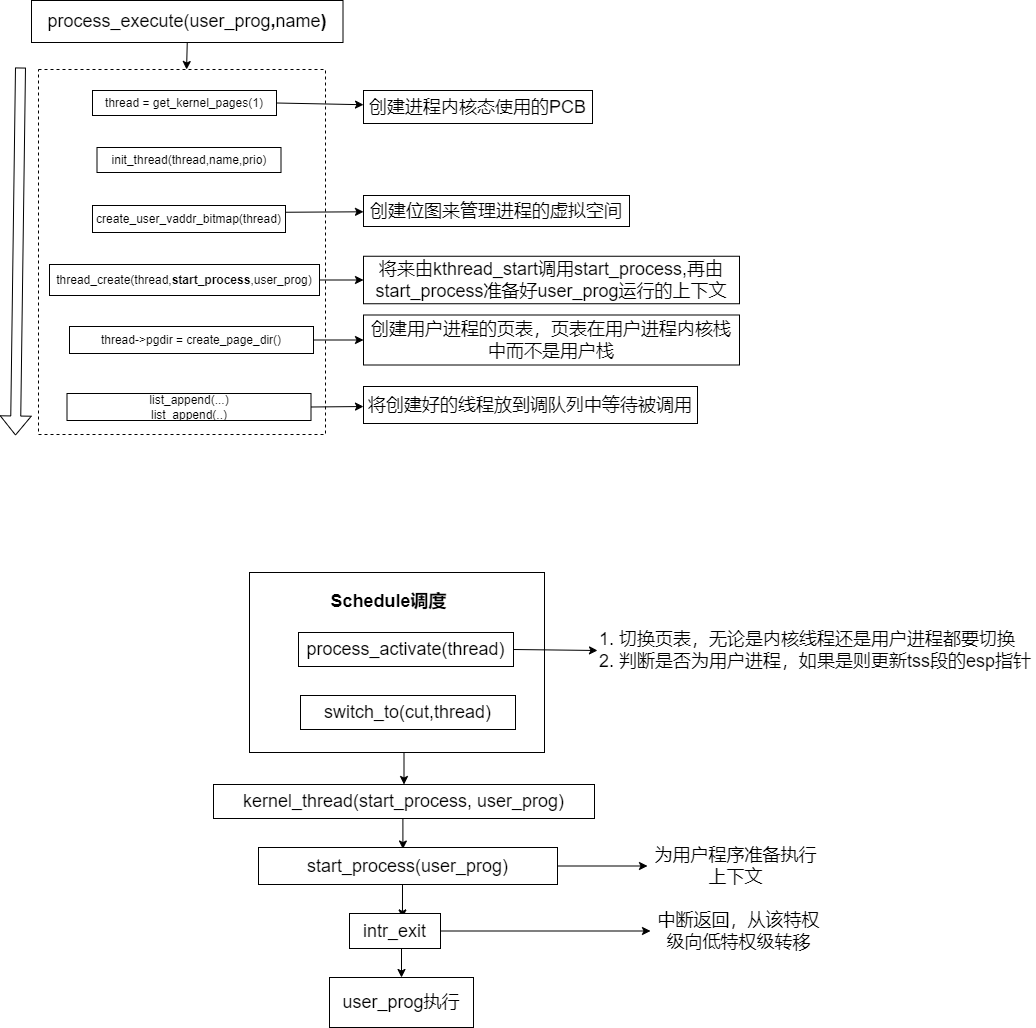 process_execute(user_prog,name)
thread = get_kernel_pages(1)
创建进程内核态使用的PCB
init_thread(thread,name,prio)
create_user_vaddr_bitmap(thread)
创建位图来管理进程的虚拟空间
thread_create(thread,start_process,user_prog)
将来由kthread_start调用start_process,再由
start_process准备好user_prog运行的上下文
thread->pgdir = create_page_dir()
创建用户进程的页表，页表在用户进程内核栈
中而不是用户栈
list_append(...)
list_append(..)
将创建好的线程放到调队列中等待被调用
Schedule调度
process_activate(thread)
1. 切换页表，无论是内核线程还是用户进程都要切换
2. 判断是否为用户进程，如果是则更新tss段的esp指针
switch_to(cut,thread)
kernel_thread(start_process, user_prog)
start_process(user_prog)
为用户程序准备执行
上下文
intr_exit
中断返回，从该特权
级向低特权级转移
user_prog执行